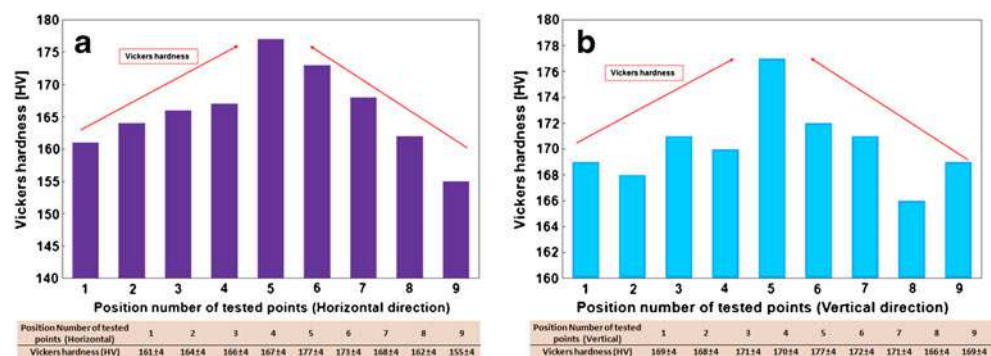 a
Vickers hardness
Vickers hardness [HV]
180
175
170
165
160
155
150
145
140
1 2 3 4 5 6 7 8 9
Position number of tested points (Horizontal direction)
Position Number of tested points (Horizontal) 1 2 3 4 5 6 7 8 9
Vickers hardness (HV) 161±4 164±4 166±4 167±4 177±4 173±4 168±4 162±4 155±4
b
Vickers hardness
Vickers hardness [HV]
180
178
176
174
172
170
168
166
164
162
160
1 2 3 4 5 6 7 8 9
Position number of tested points (Vertical direction)
Position Number of tested points (Vertical) 1 2 3 4 5 6 7 8 9
Vickers hardness (HV) 169±4 168±4 171±4 170±4 177±4 172±4 171±4 166±4 169±4